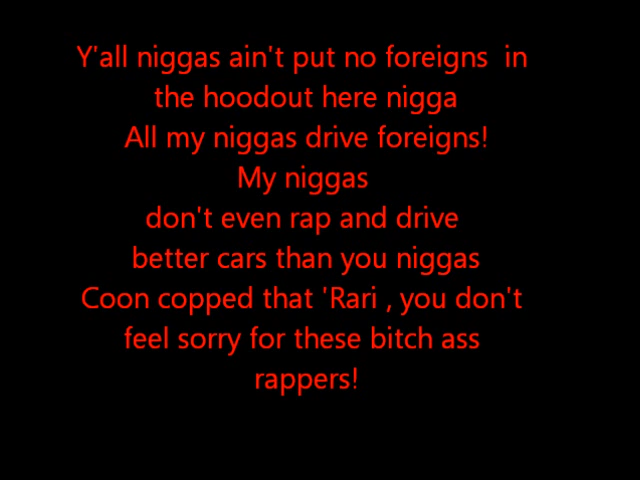 Y'all niggas ain't put no foreigns  in
the hoodout here nigga
All my niggas drive foreigns!
My niggas
don't even rap and drive
better cars than you niggas
Coon copped that 'Rari , you don't
feel sorry for these bitch ass
rappers!